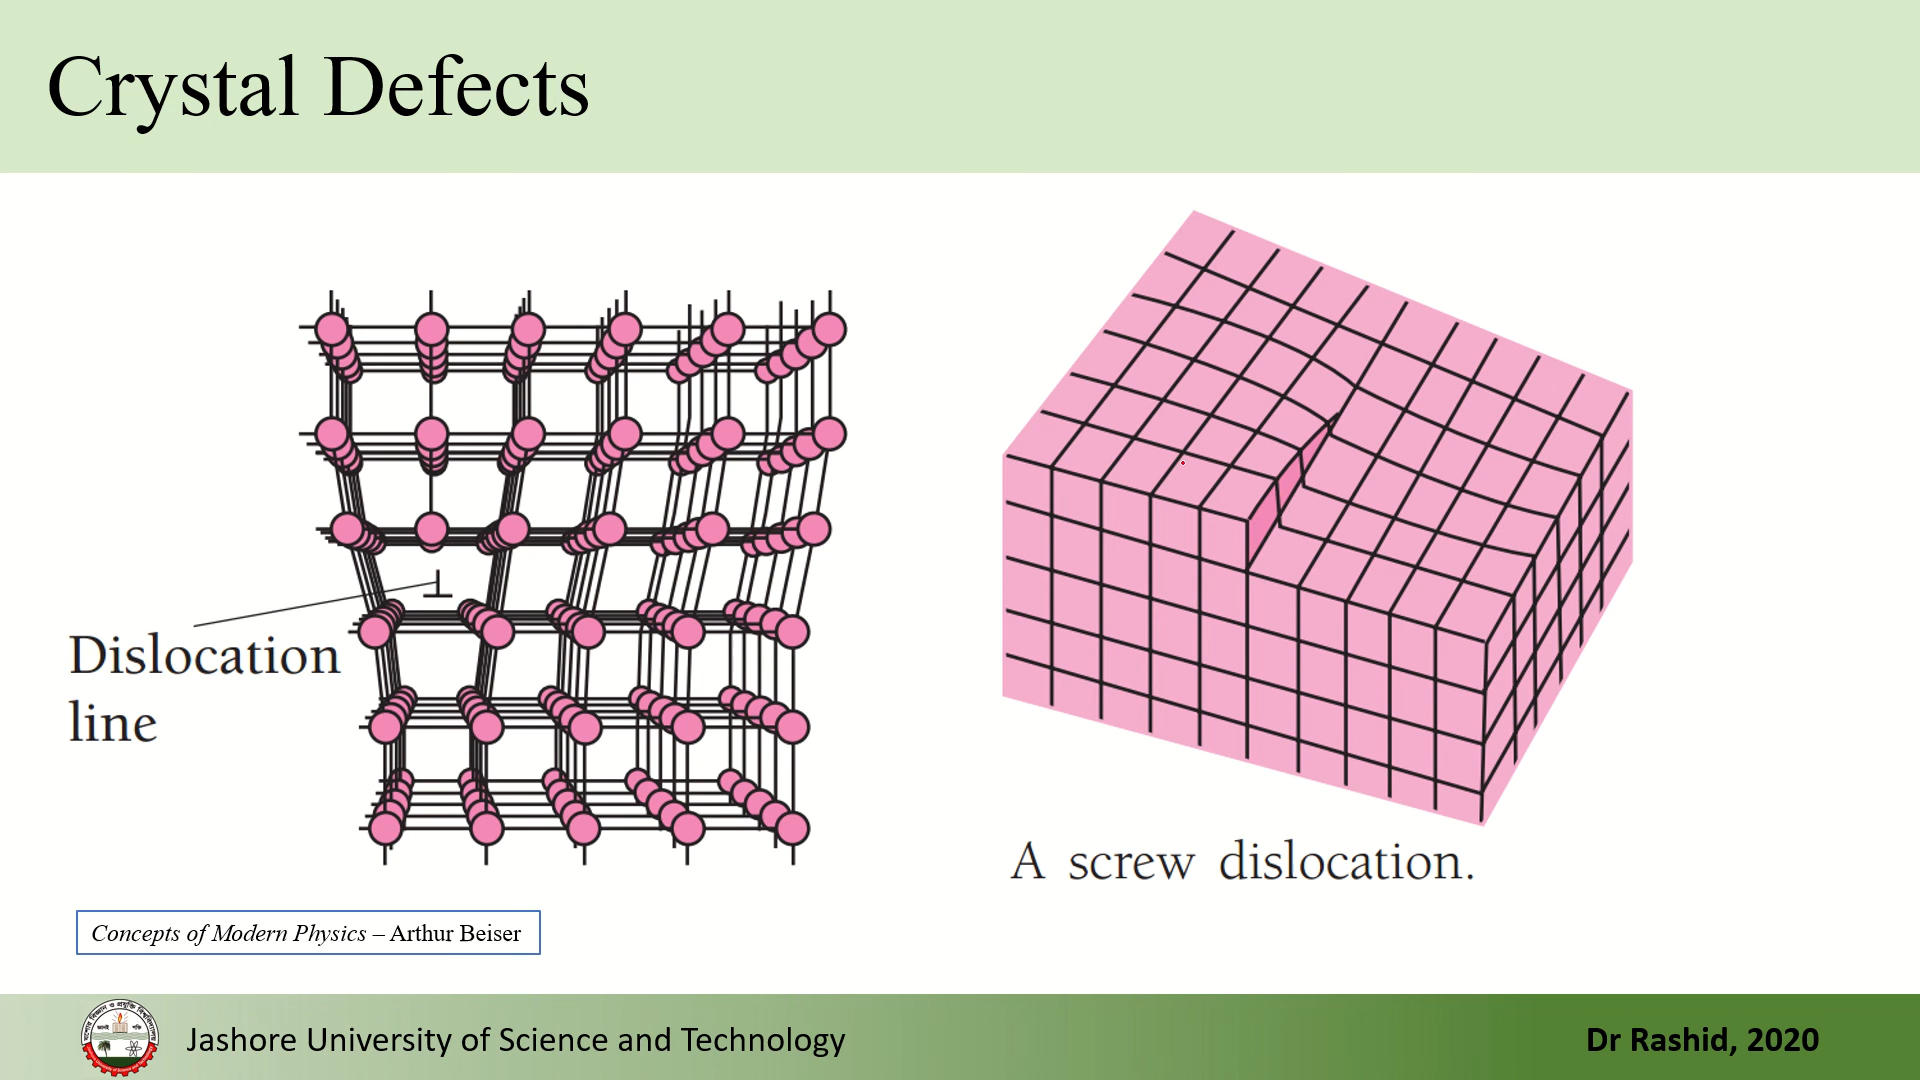 Crystal Defects
Dislocation
line
A screw dislocation.
Concepts of Modern Physics – Arthur Beiser
Jashore University of Science and Technology
Dr Rashid, 2020